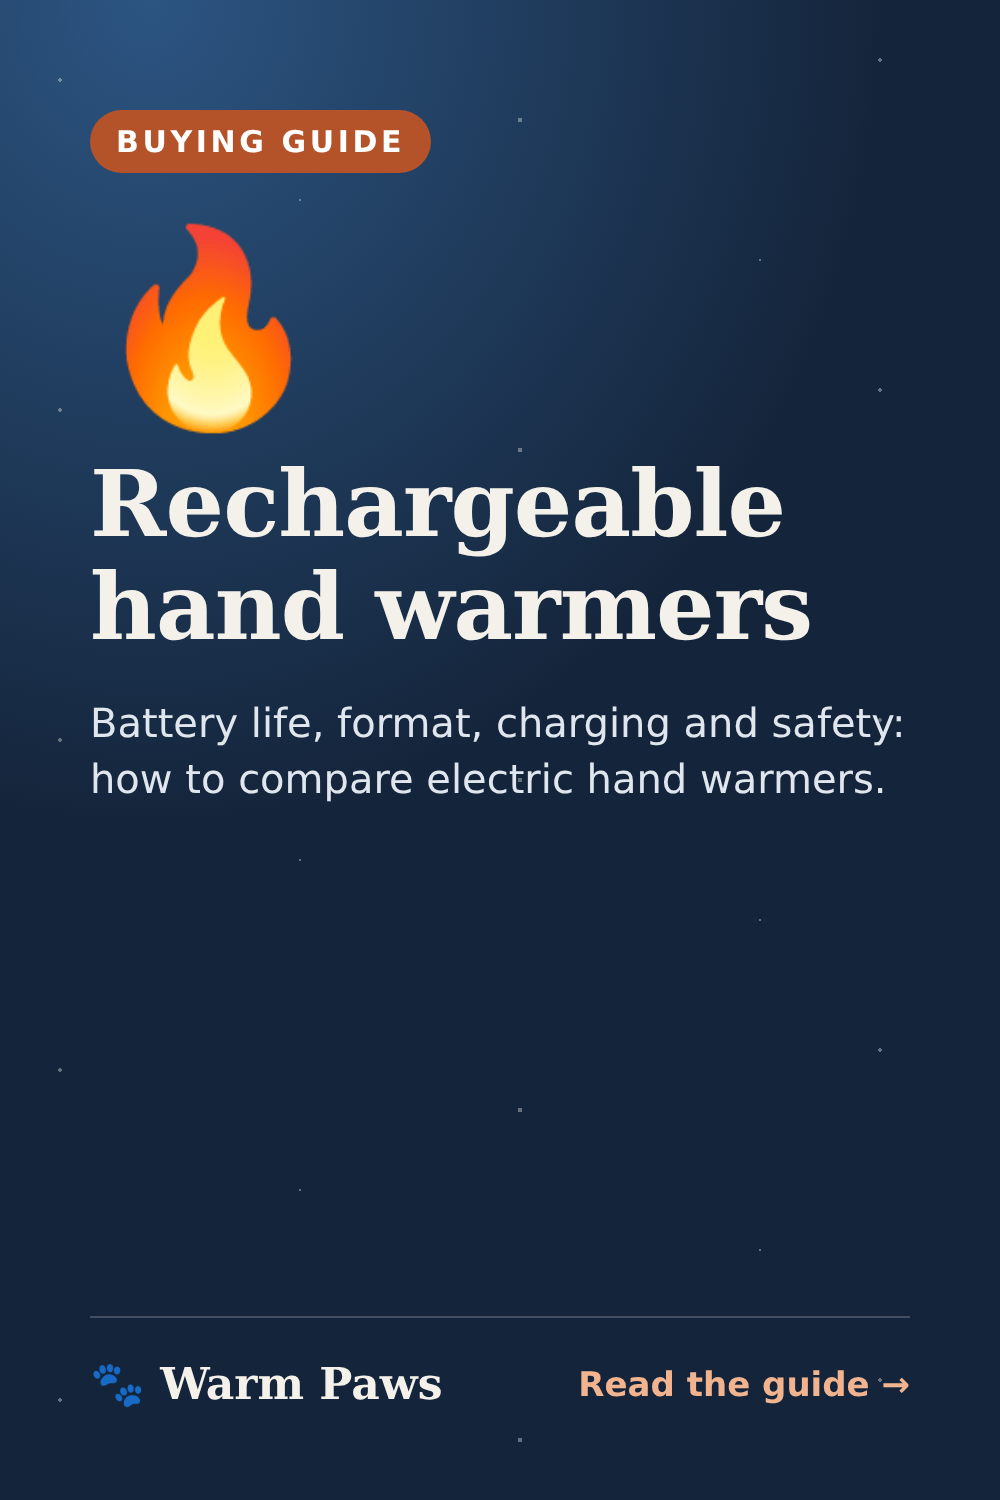 BUYING GUIDE
Rechargeable
hand warmers
Battery life, format, charging and safety:
how to compare electric hand warmers.
Warm Paws
Read the guide →